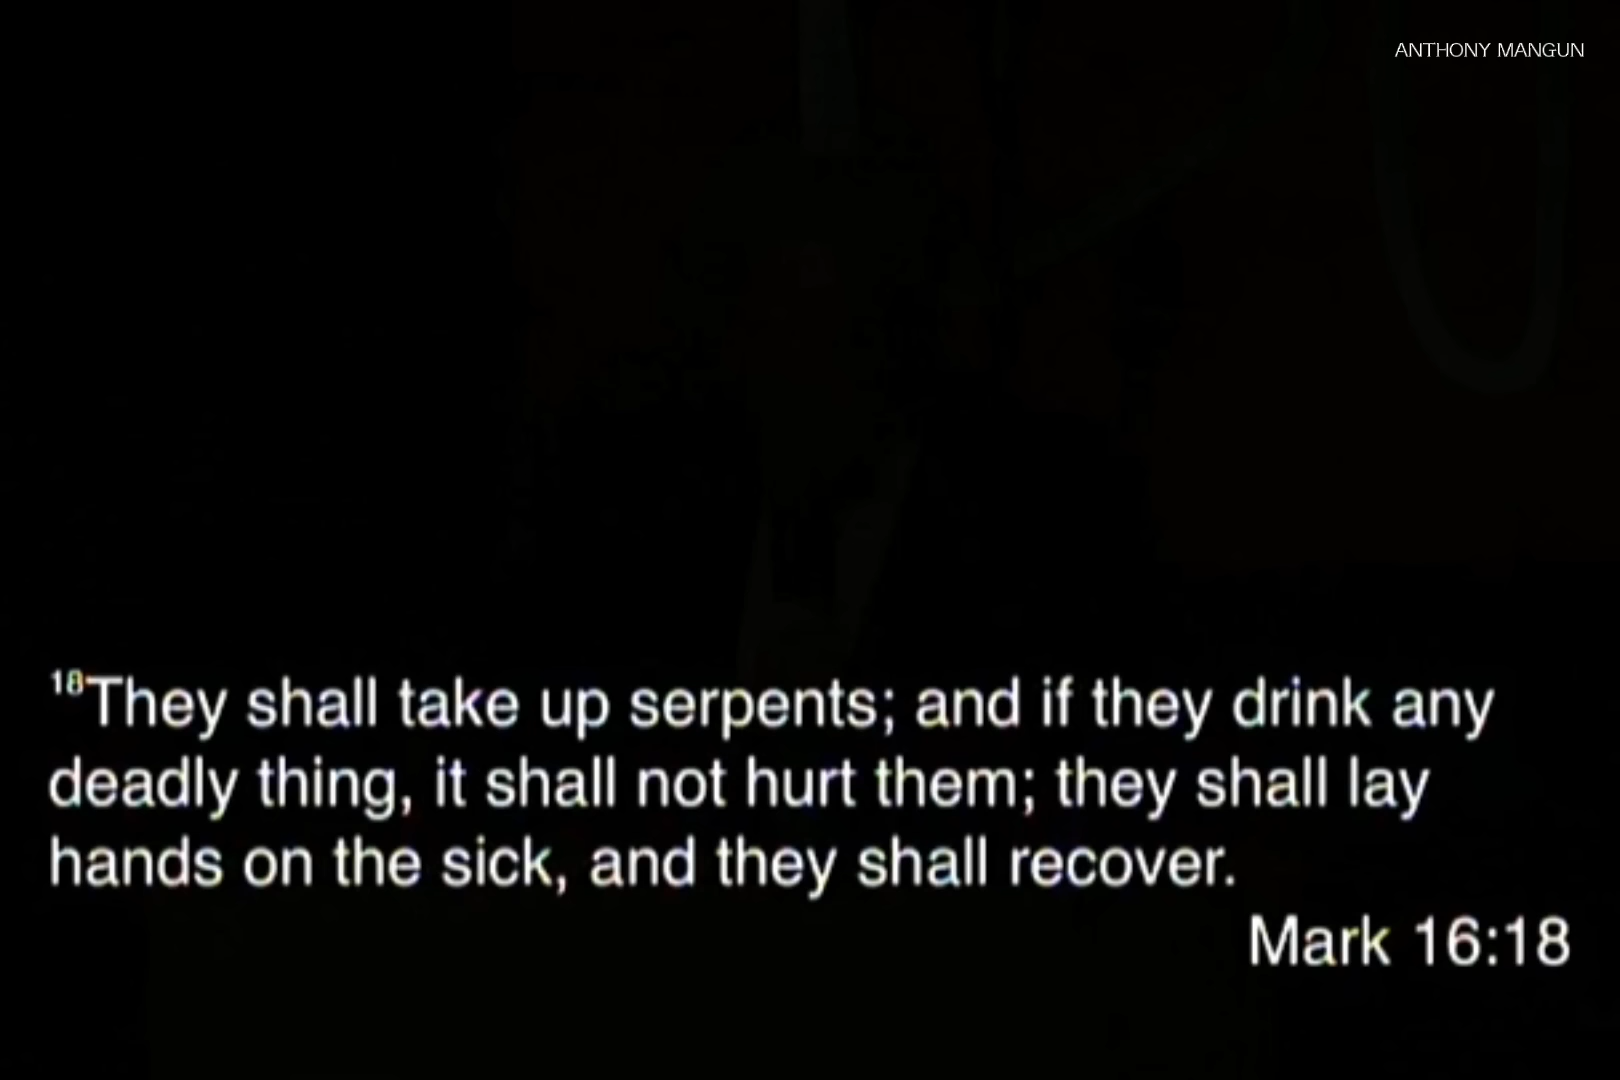 ANTHONY MANGUN
¹⁸They shall take up serpents; and if they drink any
deadly thing, it shall not hurt them; they shall lay
hands on the sick, and they shall recover.
Mark 16:18